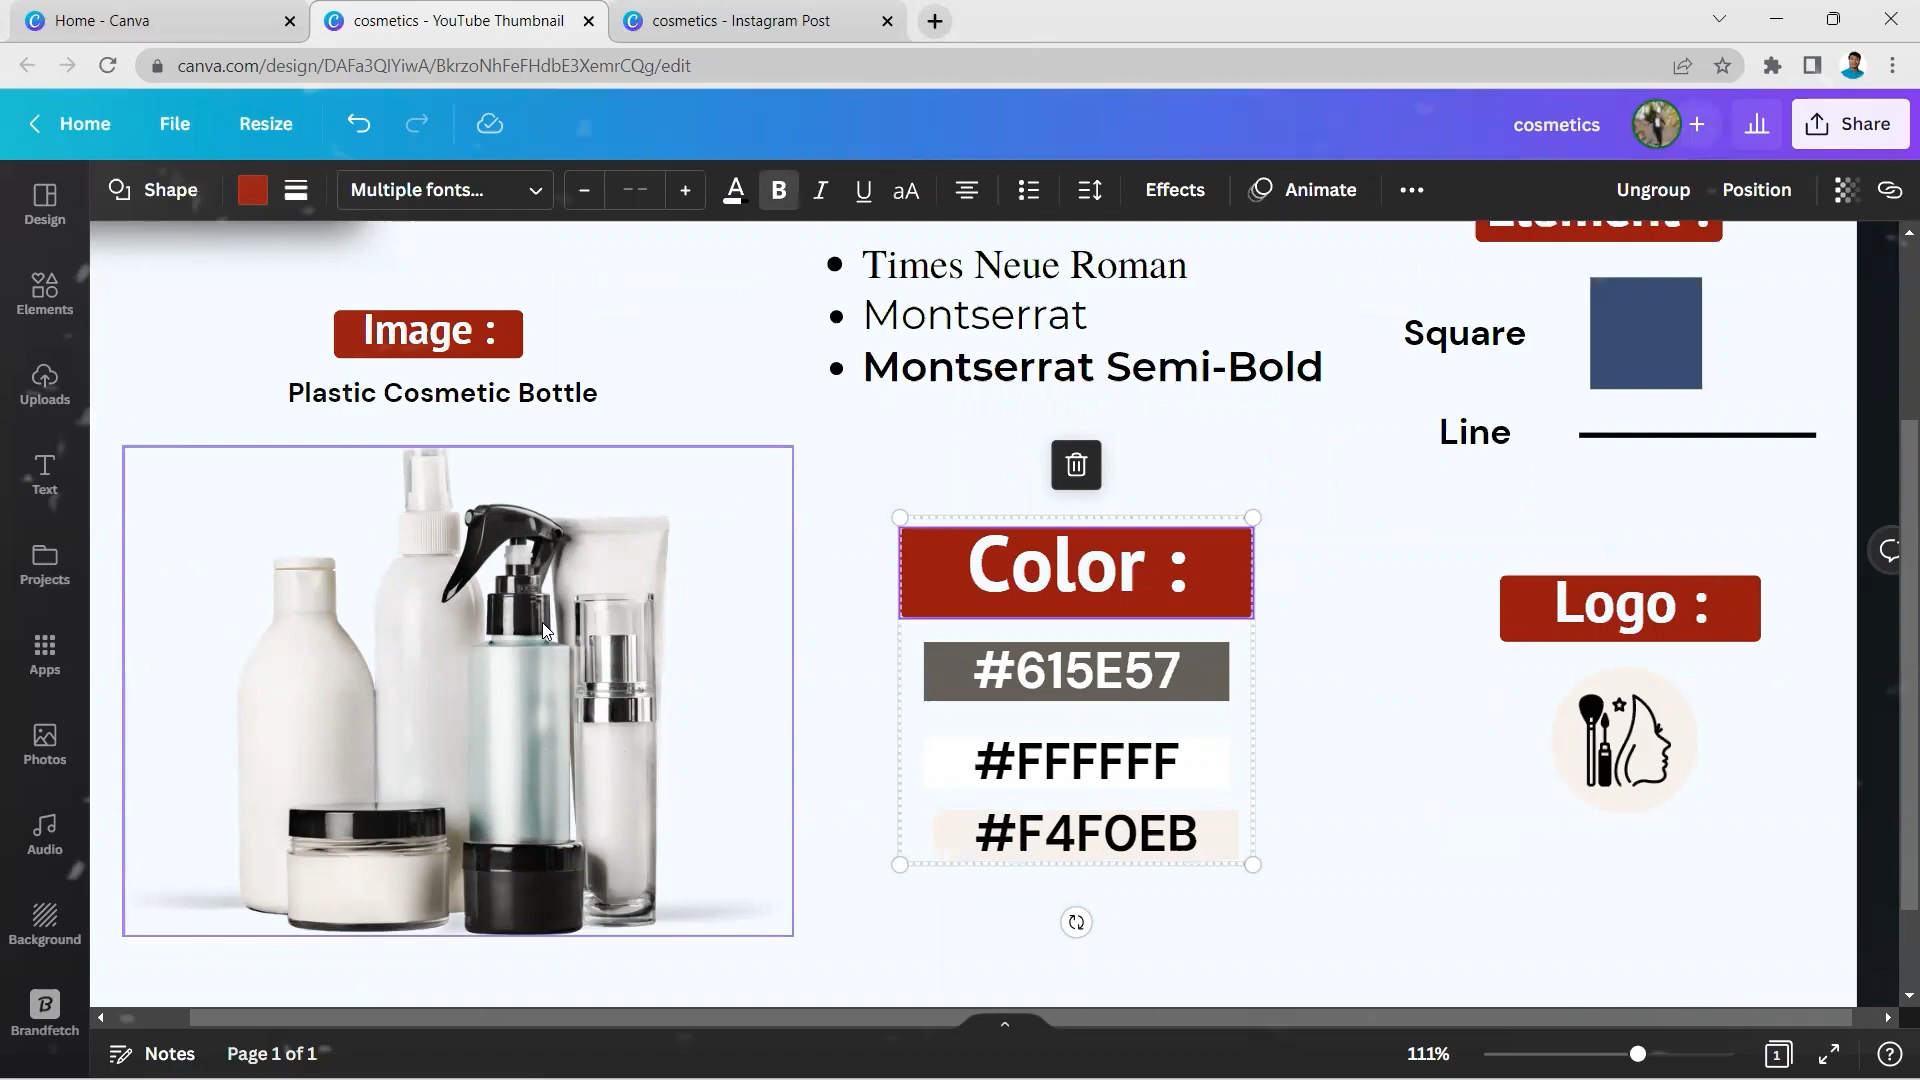 Home - Canva
cosmetics - YouTube Thumbnail
cosmetics - Instagram Post
canva.com/design/DAFa3QIYiwA/BkrzoNhFeFHdbE3XemrCQg/edit
Home
File
Resize
cosmetics
Share
Shape
Multiple fonts...
- -
A
B
I
U
aA
Effects
Animate
Ungroup
Position
Design
Elements
Uploads
Text
Projects
Apps
Photos
Audio
Background
Brandfetch
Element :
Times Neue Roman
Montserrat
Montserrat Semi-Bold
Image :
Plastic Cosmetic Bottle
Square
Line
Color :
#615E57
#FFFFFF
#F4F0EB
Logo :
Notes
Page 1 of 1
111%
1